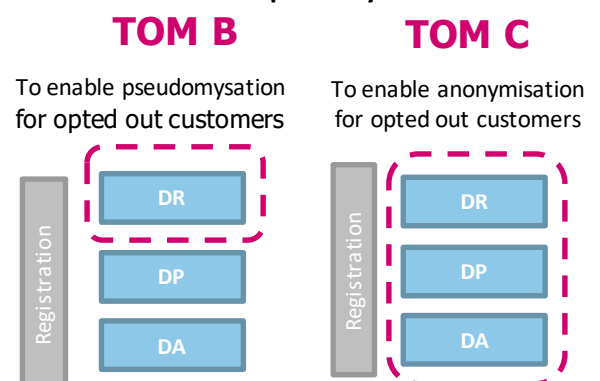 TOM B
To enable pseudomysation
for opted out customers
Registration
DR
DP
DA
TOM C
To enable anonymisation
for opted out customers
Registration
DR
DP
DA